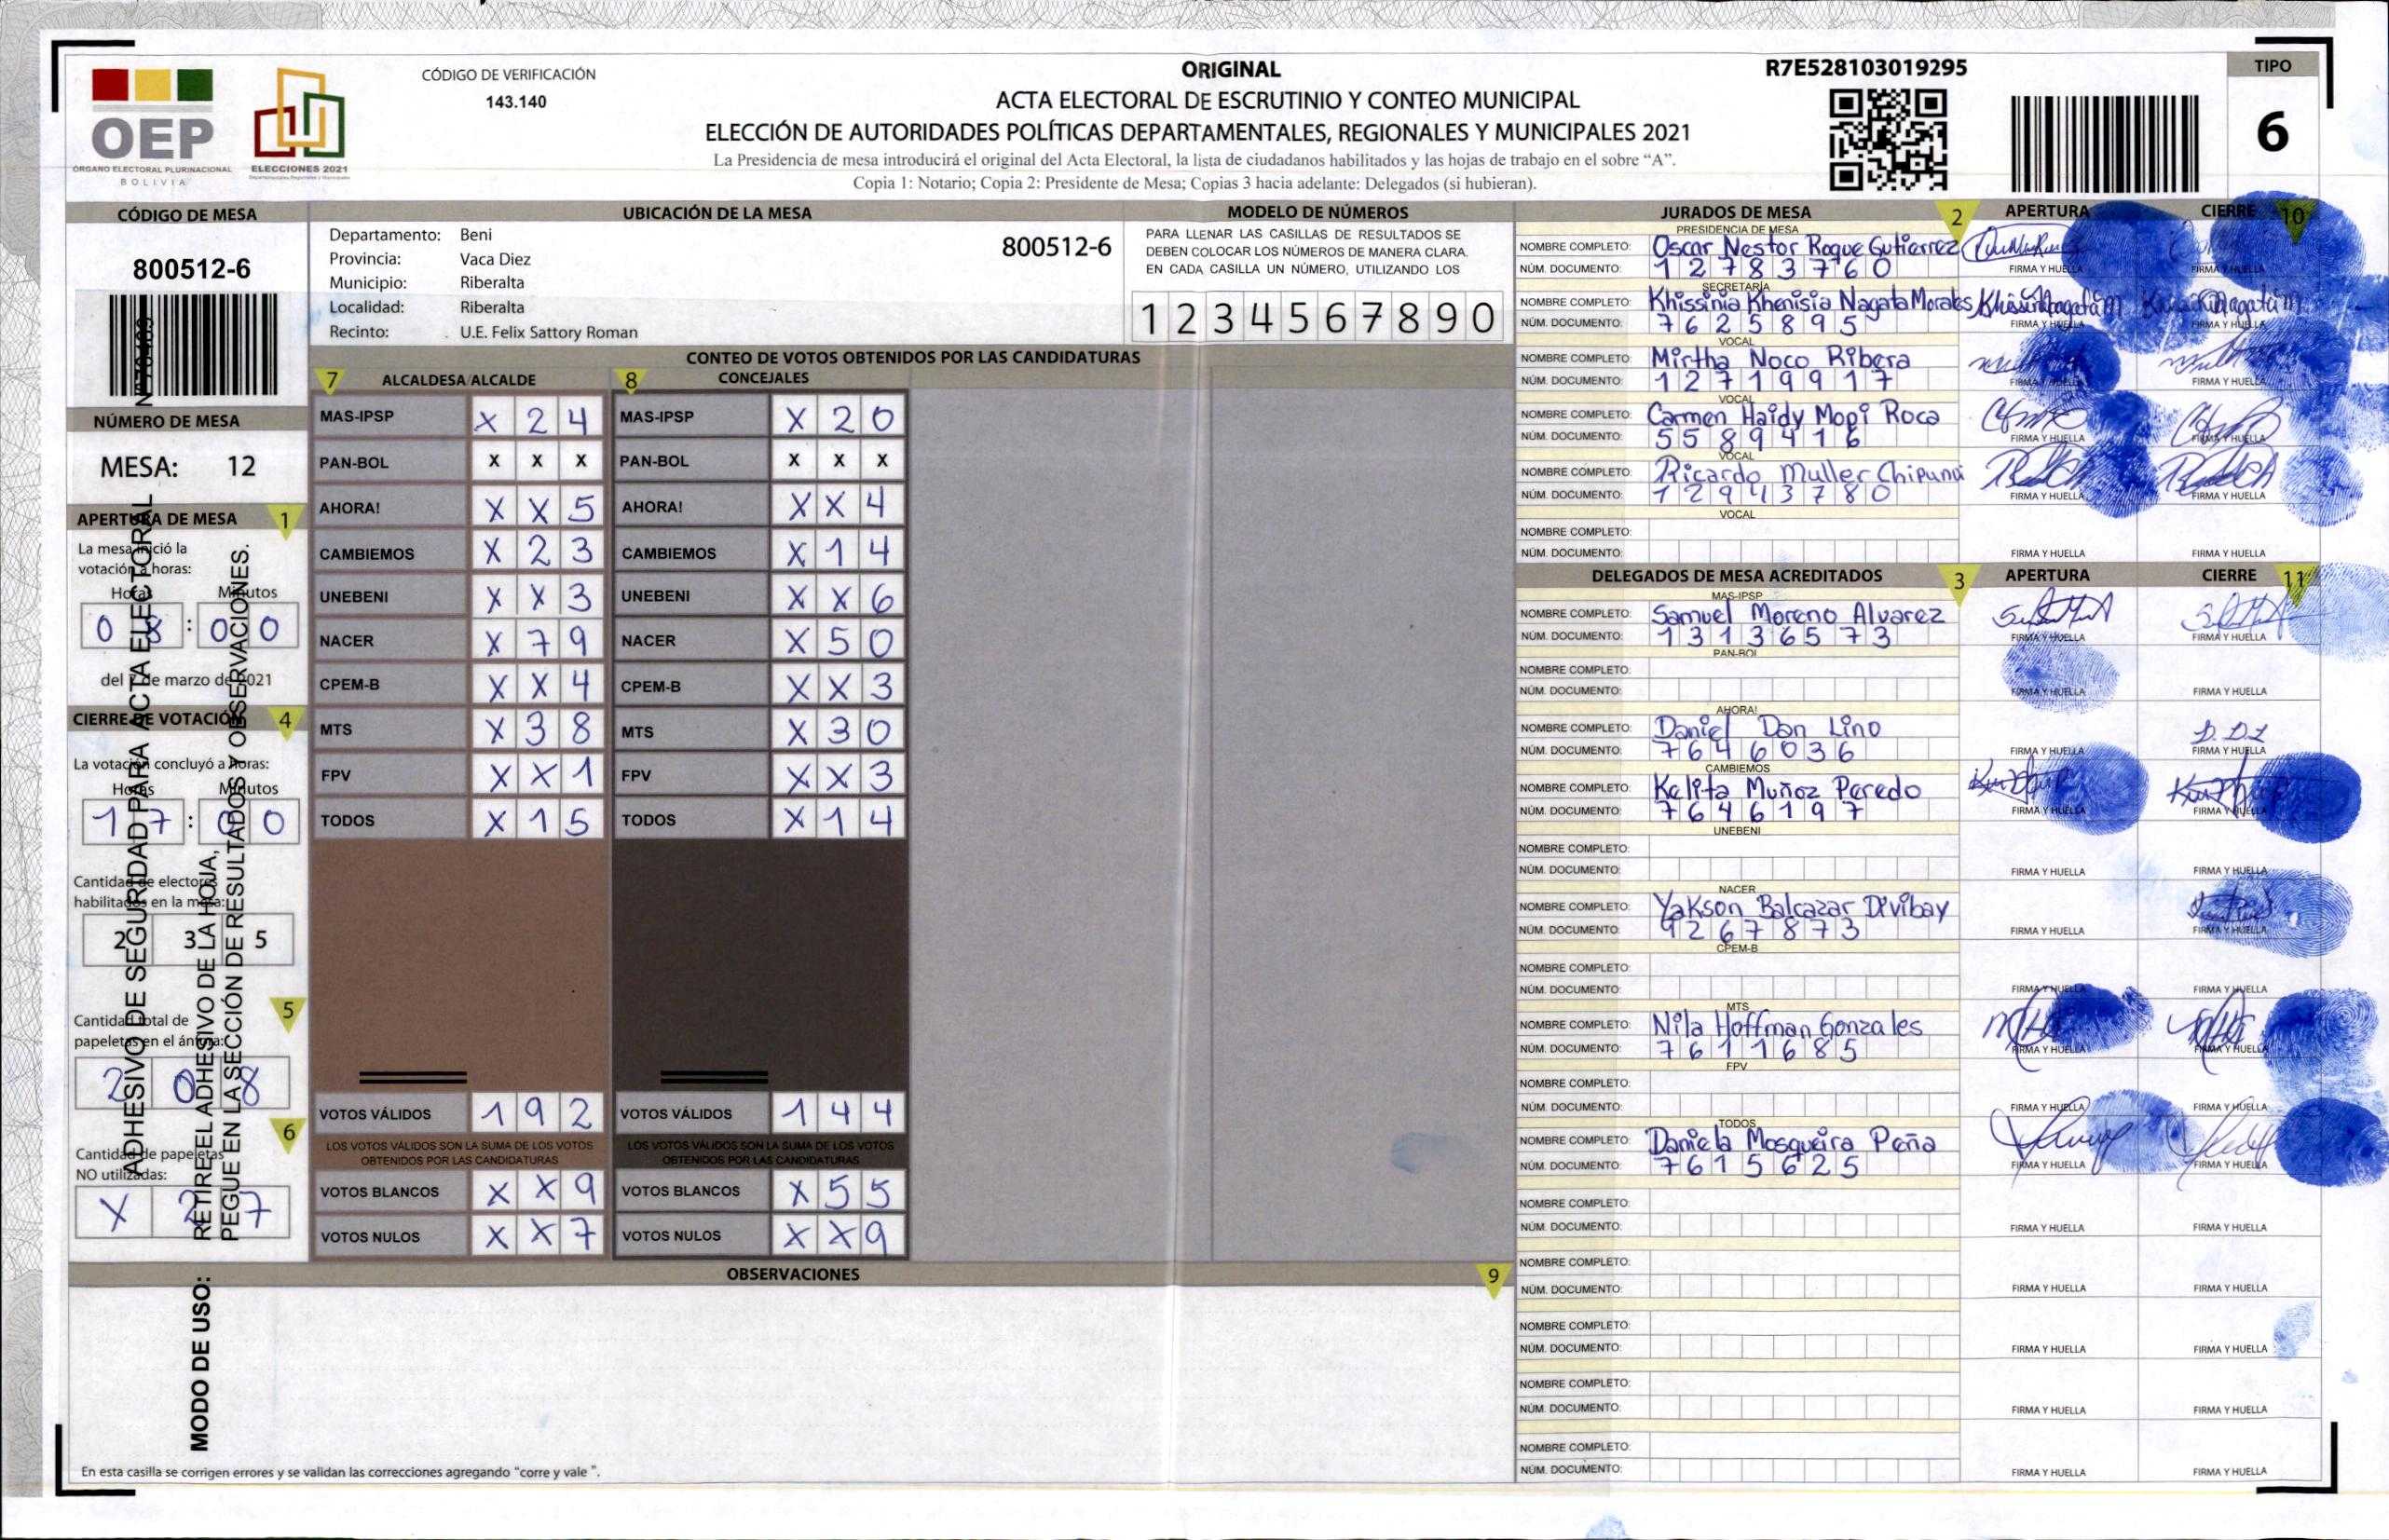 CÓDIGO DE VERIFICACIÓN
143.140
ORIGINAL
ACTA ELECTORAL DE ESCRUTINIO Y CONTEO MUNICIPAL
ELECCIÓN DE AUTORIDADES POLÍTICAS DEPARTAMENTALES, REGIONALES Y MUNICIPALES 2021
La Presidencia de mesa introducirá el original del Acta Electoral, la lista de ciudadanos habilitados y las hojas de trabajo en el sobre “A”.
Copia 1: Notario; Copia 2: Presidente de Mesa; Copias 3 hacia adelante: Delegados (si hubieran).
R7E528103019295
TIPO
6
OEP
ÓRGANO ELECTORAL PLURINACIONAL
BOLIVIA
ELECCIONES 2021
CÓDIGO DE MESA
800512-6
NÚMERO DE MESA
MESA: 12
APERTURA DE MESA 1
La mesa inició la
votación a horas:
Horas Minutos
0 8 : 0 0
del 7 de marzo de 2021
CIERRE DE VOTACIÓN 4
La votación concluyó a horas:
Horas Minutos
1 7 : 0 0
Cantidad de electores
habilitados en la mesa:
2 3 5
5
Cantidad total de
papeletas en el ánfora:
2 0 8
6
Cantidad de papeletas
NO utilizadas:
X 2 7
ADHESIVO DE SEGURIDAD PARA ACTA ELECTORAL
MODO DE USO: RETIRE EL ADHESIVO DE LA HOJA,
PEGUE EN LA SECCIÓN DE RESULTADOS Y OBSERVACIONES.
UBICACIÓN DE LA MESA
Departamento: Beni
Provincia: Vaca Diez
Municipio: Riberalta
Localidad: Riberalta
Recinto: U.E. Felix Sattory Roman
800512-6
MODELO DE NÚMEROS
PARA LLENAR LAS CASILLAS DE RESULTADOS SE
DEBEN COLOCAR LOS NÚMEROS DE MANERA CLARA.
EN CADA CASILLA UN NÚMERO, UTILIZANDO LOS
1 2 3 4 5 6 7 8 9 0
CONTEO DE VOTOS OBTENIDOS POR LAS CANDIDATURAS
7 ALCALDESA/ALCALDE 8 CONCEJALES
MAS-IPSP X 2 4 MAS-IPSP X 2 0
PAN-BOL X X X PAN-BOL X X X
AHORA! X X 5 AHORA! X X 4
CAMBIEMOS X 2 3 CAMBIEMOS X 1 4
UNEBENI X X 3 UNEBENI X X 6
NACER X 7 9 NACER X 5 0
CPEM-B X X 4 CPEM-B X X 3
MTS X 3 8 MTS X 3 0
FPV X X 1 FPV X X 3
TODOS X 1 5 TODOS X 1 4
VOTOS VÁLIDOS 1 9 2 VOTOS VÁLIDOS 1 4 4
LOS VOTOS VÁLIDOS SON LA SUMA DE LOS VOTOS LOS VOTOS VÁLIDOS SON LA SUMA DE LOS VOTOS
OBTENIDOS POR LAS CANDIDATURAS OBTENIDOS POR LAS CANDIDATURAS
VOTOS BLANCOS X X 9 VOTOS BLANCOS X 5 5
VOTOS NULOS X X 7 VOTOS NULOS X X 9
OBSERVACIONES 9
En esta casilla se corrigen errores y se validan las correcciones agregando “corre y vale ”.
JURADOS DE MESA 2 APERTURA CIERRE 10
PRESIDENCIA DE MESA
NOMBRE COMPLETO: Oscar Nestor Roque Gutierrez
NÚM. DOCUMENTO: 12783760 FIRMA Y HUELLA FIRMA Y HUELLA
SECRETARÍA
NOMBRE COMPLETO: Khissinia Khenisia Nagata Morales
NÚM. DOCUMENTO: 7625895 FIRMA Y HUELLA FIRMA Y HUELLA
VOCAL
NOMBRE COMPLETO: Mirtha Noco Ribera
NÚM. DOCUMENTO: 12719917 FIRMA Y HUELLA FIRMA Y HUELLA
VOCAL
NOMBRE COMPLETO: Carmen Haidy Mopi Roca
NÚM. DOCUMENTO: 5589416 FIRMA Y HUELLA FIRMA Y HUELLA
VOCAL
NOMBRE COMPLETO: Ricardo Muller Chipunavi
NÚM. DOCUMENTO: 12943780 FIRMA Y HUELLA FIRMA Y HUELLA
VOCAL
NOMBRE COMPLETO:
NÚM. DOCUMENTO: FIRMA Y HUELLA FIRMA Y HUELLA
DELEGADOS DE MESA ACREDITADOS 3 APERTURA CIERRE 11
MAS-IPSP
NOMBRE COMPLETO: Samuel Moreno Alvarez
NÚM. DOCUMENTO: 13136573 FIRMA Y HUELLA FIRMA Y HUELLA
PAN-BOL
NOMBRE COMPLETO:
NÚM. DOCUMENTO: FIRMA Y HUELLA FIRMA Y HUELLA
AHORA!
NOMBRE COMPLETO: Daniel Don Lino D. D. L
NÚM. DOCUMENTO: 7646036 FIRMA Y HUELLA FIRMA Y HUELLA
CAMBIEMOS
NOMBRE COMPLETO: Kelita Muñoz Peredo
NÚM. DOCUMENTO: 7646197 FIRMA Y HUELLA FIRMA Y HUELLA
UNEBENI
NOMBRE COMPLETO:
NÚM. DOCUMENTO: FIRMA Y HUELLA FIRMA Y HUELLA
NACER
NOMBRE COMPLETO: Yakson Balcazar Divibay
NÚM. DOCUMENTO: 9267873 FIRMA Y HUELLA FIRMA Y HUELLA
CPEM-B
NOMBRE COMPLETO:
NÚM. DOCUMENTO: FIRMA Y HUELLA FIRMA Y HUELLA
MTS
NOMBRE COMPLETO: Nila Hoffman Gonzales
NÚM. DOCUMENTO: 7611685 FIRMA Y HUELLA FIRMA Y HUELLA
FPV
NOMBRE COMPLETO:
NÚM. DOCUMENTO: FIRMA Y HUELLA FIRMA Y HUELLA
TODOS
NOMBRE COMPLETO: Daniela Mosqueira Peña
NÚM. DOCUMENTO: 7615625 FIRMA Y HUELLA FIRMA Y HUELLA
NOMBRE COMPLETO:
NÚM. DOCUMENTO: FIRMA Y HUELLA FIRMA Y HUELLA
NOMBRE COMPLETO:
NÚM. DOCUMENTO: FIRMA Y HUELLA FIRMA Y HUELLA
NOMBRE COMPLETO:
NÚM. DOCUMENTO: FIRMA Y HUELLA FIRMA Y HUELLA
NOMBRE COMPLETO:
NÚM. DOCUMENTO: FIRMA Y HUELLA FIRMA Y HUELLA
NOMBRE COMPLETO:
NÚM. DOCUMENTO: FIRMA Y HUELLA FIRMA Y HUELLA